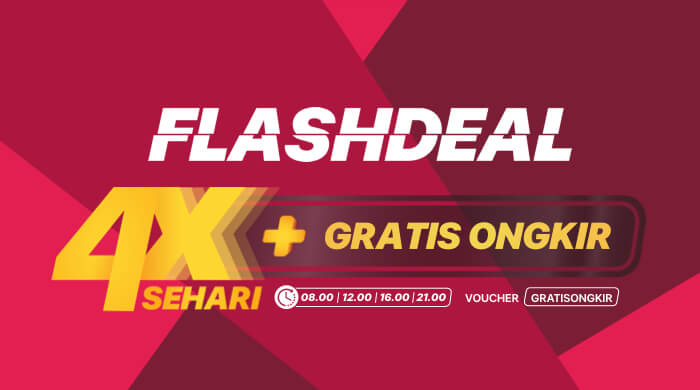 FLASHDEAL
4X
SEHARI
+ GRATIS ONGKIR
08.00 | 12.00 | 16.00 | 21.00
VOUCHER GRATISONGKIR